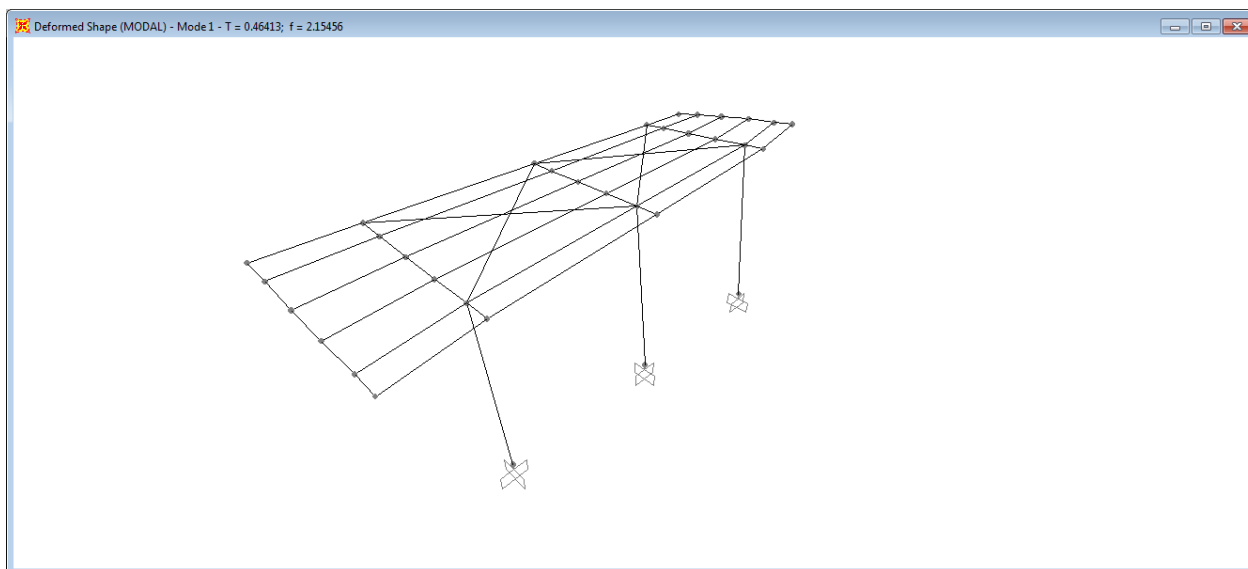 Deformed Shape (MODAL) - Mode 1 - T = 0.46413;  f = 2.15456